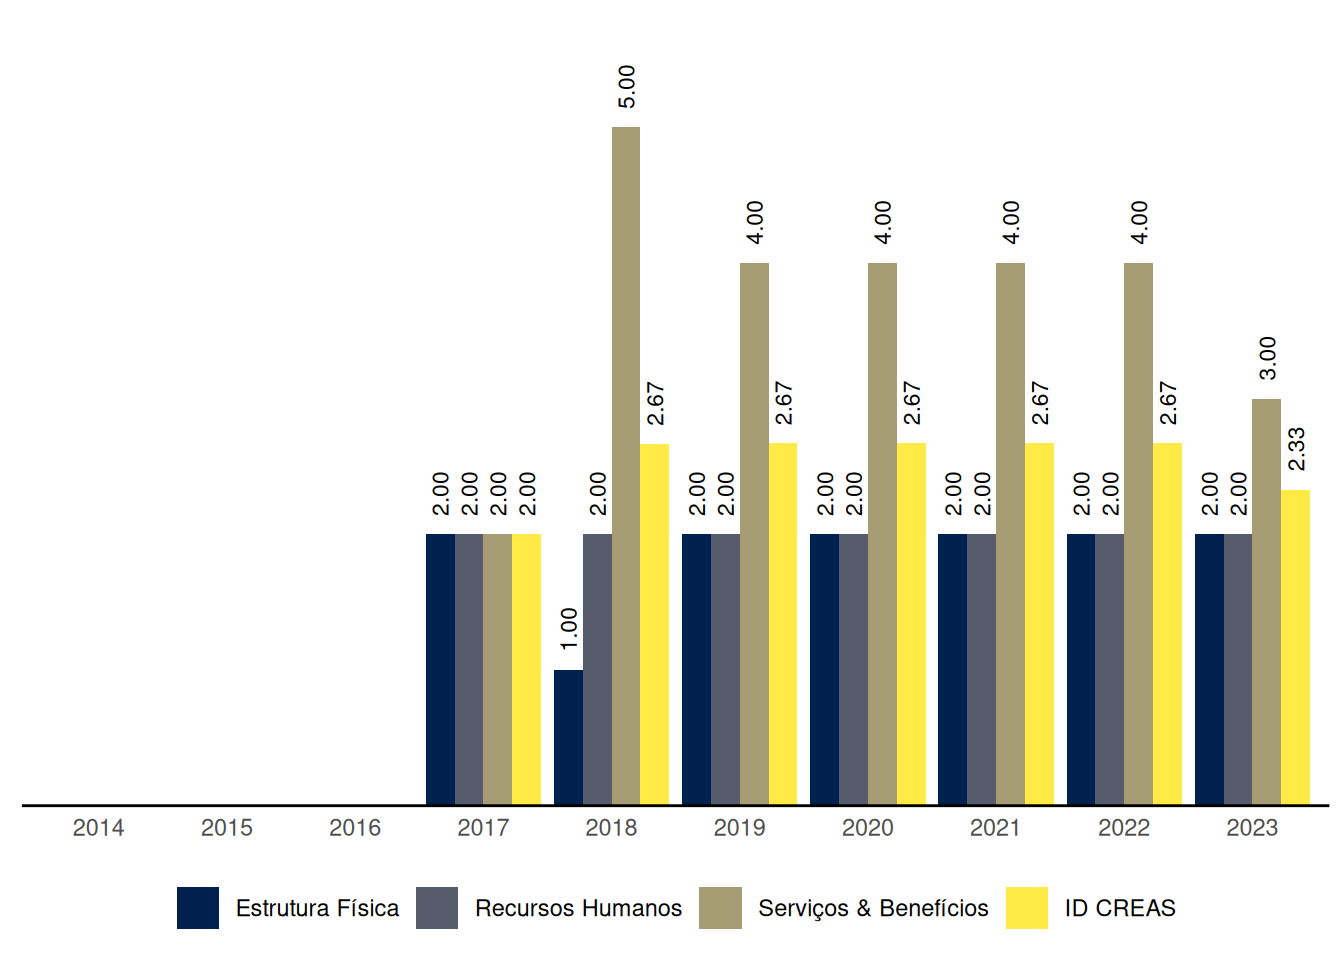 5.00
4.00 4.00 4.00 4.00
3.00
2.67 2.67 2.67 2.67 2.67
2.33
2.00 2.00 2.00 2.00 2.00 2.00 2.00 2.00 2.00 2.00 2.00 2.00 2.00 2.00 2.00
1.00
2014 2015 2016 2017 2018 2019 2020 2021 2022 2023
Estrutura Física Recursos Humanos Serviços & Benefícios ID CREAS